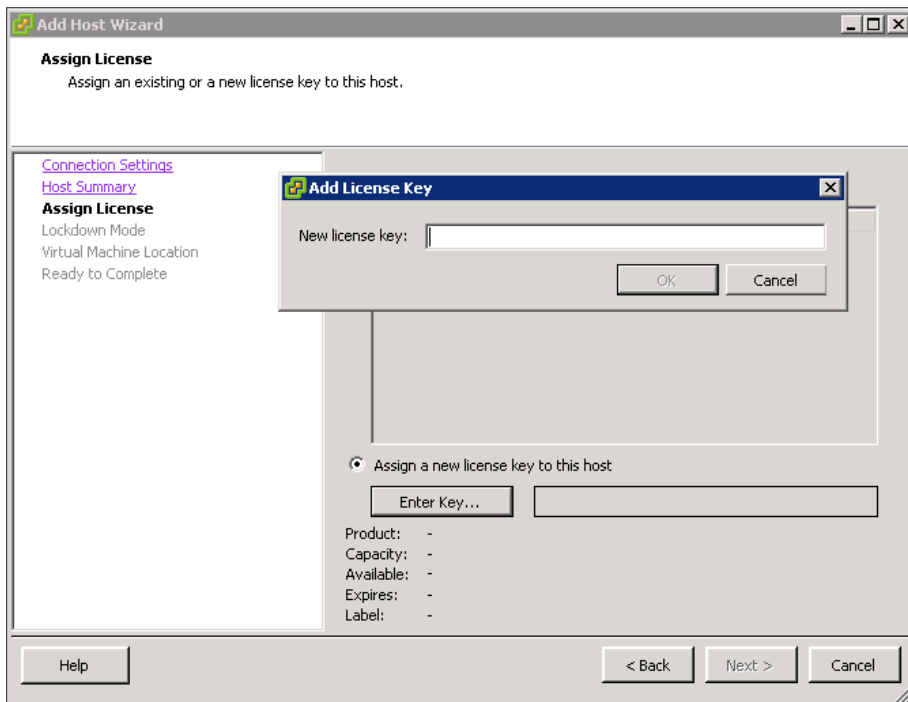 Add Host Wizard
Assign License
Assign an existing or a new license key to this host.
Connection Settings
Host Summary
Assign License
Lockdown Mode
Virtual Machine Location
Ready to Complete
Add License Key
New license key:
OK Cancel
Assign a new license key to this host
Enter Key...
Product: -
Capacity: -
Available: -
Expires: -
Label: -
Help < Back Next > Cancel